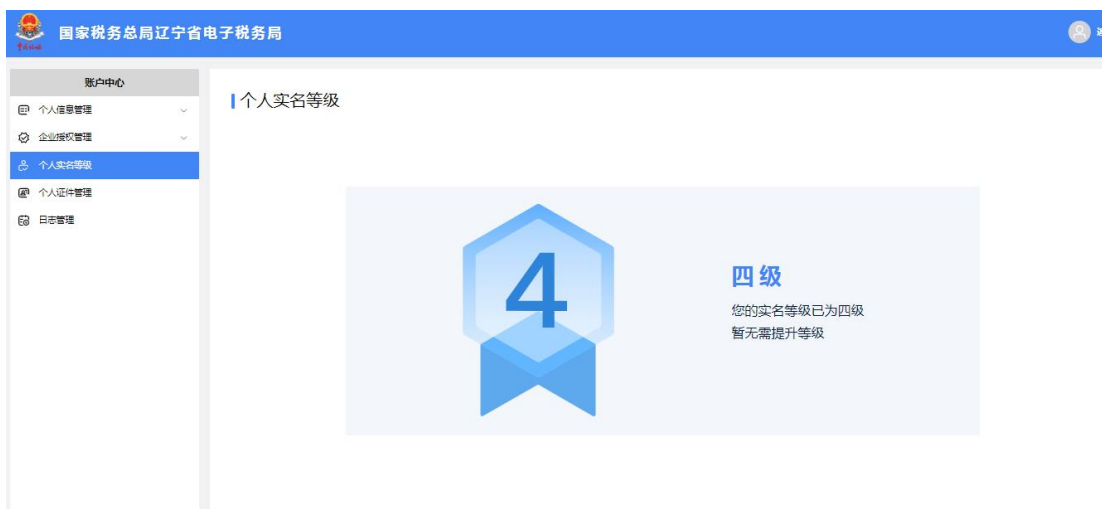 国家税务总局辽宁省电子税务局
账户中心
个人信息管理
企业授权管理
个人实名等级
个人证件管理
日志管理
个人实名等级
4
四级
您的实名等级已为四级
暂无需提升等级